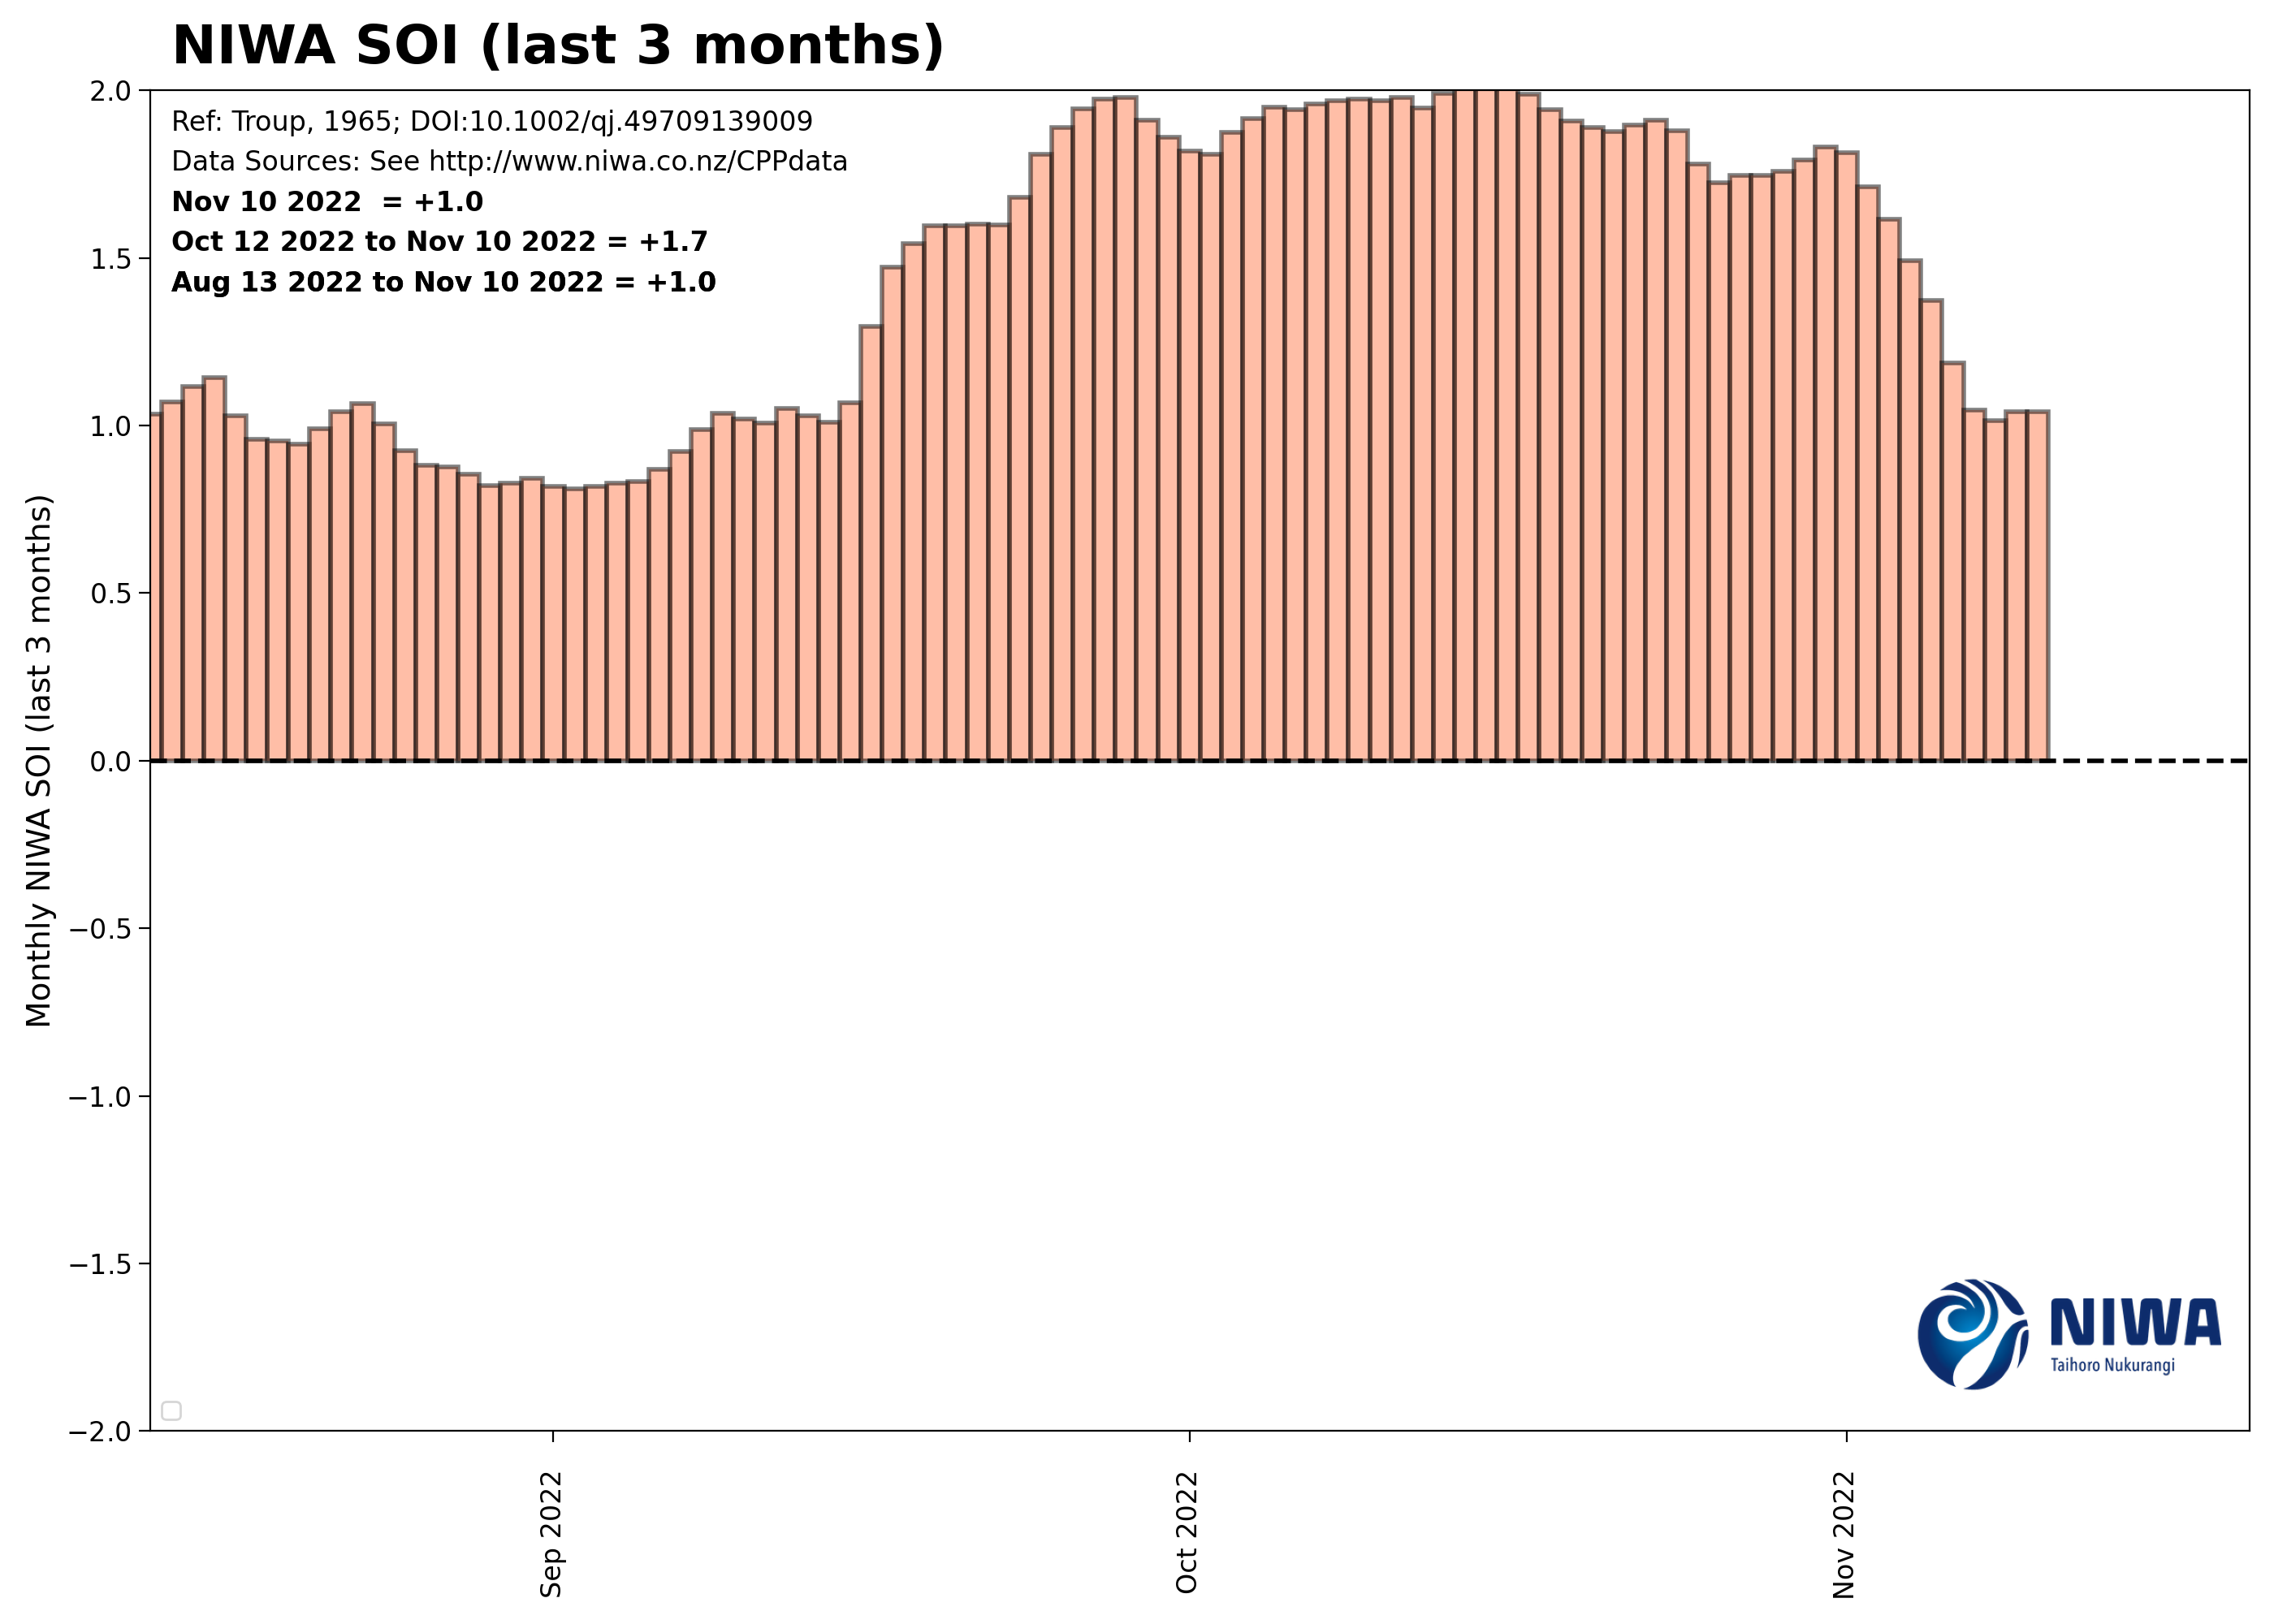 NIWA SOI (last 3 months)
Ref: Troup, 1965; DOI:10.1002/qj.49709139009
Data Sources: See http://www.niwa.co.nz/CPPdata
Nov 10 2022  = +1.0
Oct 12 2022 to Nov 10 2022 = +1.7
Aug 13 2022 to Nov 10 2022 = +1.0
Monthly NIWA SOI (last 3 months)
2.0
1.5
1.0
0.5
0.0
−0.5
−1.0
−1.5
−2.0
Sep 2022
Oct 2022
Nov 2022
NIWA
Taihoro Nukurangi